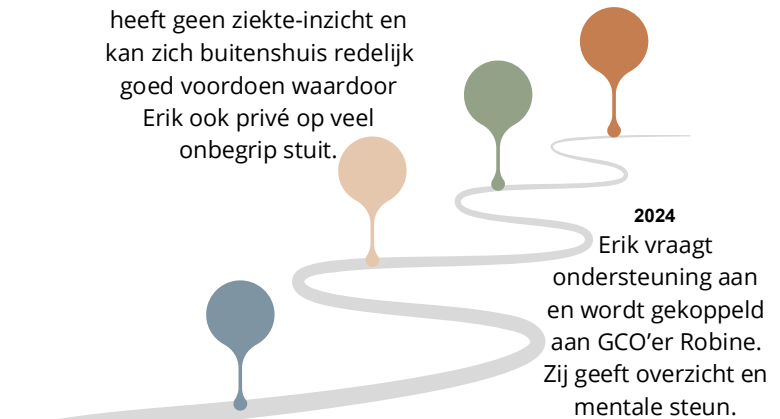 heeft geen ziekte-inzicht en
kan zich buitenshuis redelijk
goed voordoen waardoor
Erik ook privé op veel
onbegrip stuit.
2024
Erik vraagt
ondersteuning aan
en wordt gekoppeld
aan GCO’er Robine.
Zij geeft overzicht en
mentale steun.